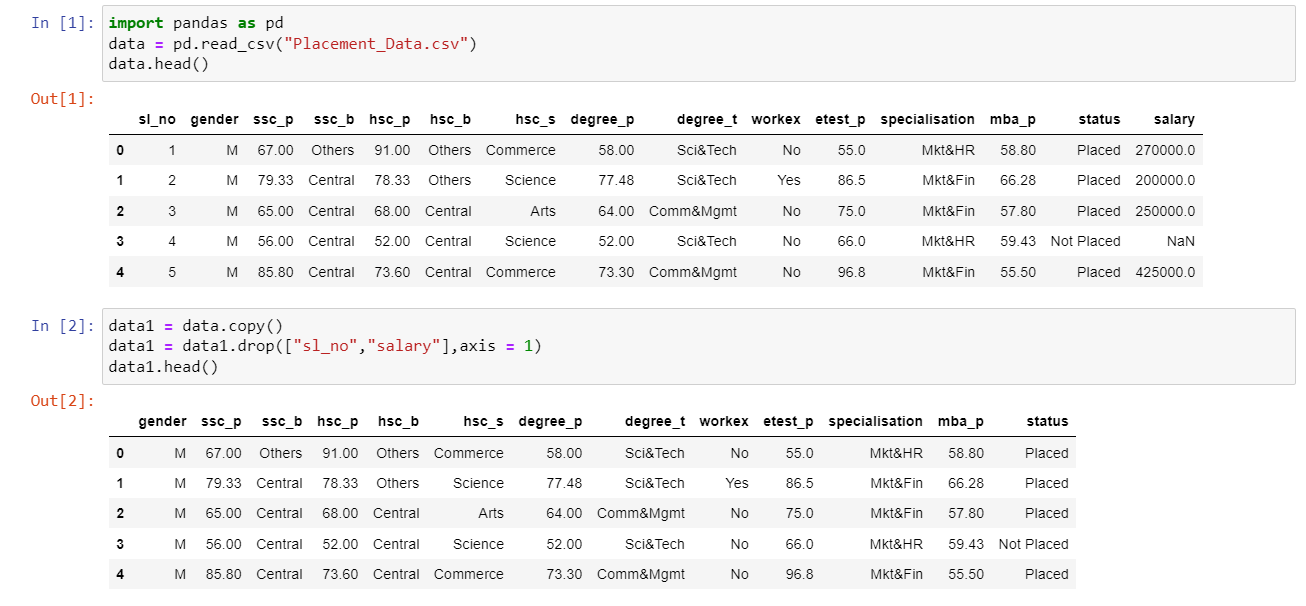 In [1]: import pandas as pd
data = pd.read_csv("Placement_Data.csv")
data.head()
Out[1]:
sl_no gender ssc_p ssc_b hsc_p hsc_b hsc_s degree_p degree_t workex etest_p specialisation mba_p status salary
0 1 M 67.00 Others 91.00 Others Commerce 58.00 Sci&Tech No 55.0 Mkt&HR 58.80 Placed 270000.0
1 2 M 79.33 Central 78.33 Others Science 77.48 Sci&Tech Yes 86.5 Mkt&Fin 66.28 Placed 200000.0
2 3 M 65.00 Central 68.00 Central Arts 64.00 Comm&Mgmt No 75.0 Mkt&Fin 57.80 Placed 250000.0
3 4 M 56.00 Central 52.00 Central Science 52.00 Sci&Tech No 66.0 Mkt&HR 59.43 Not Placed NaN
4 5 M 85.80 Central 73.60 Central Commerce 73.30 Comm&Mgmt No 96.8 Mkt&Fin 55.50 Placed 425000.0
In [2]: data1 = data.copy()
data1 = data1.drop(["sl_no","salary"],axis = 1)
data1.head()
Out[2]:
gender ssc_p ssc_b hsc_p hsc_b hsc_s degree_p degree_t workex etest_p specialisation mba_p status
0 M 67.00 Others 91.00 Others Commerce 58.00 Sci&Tech No 55.0 Mkt&HR 58.80 Placed
1 M 79.33 Central 78.33 Others Science 77.48 Sci&Tech Yes 86.5 Mkt&Fin 66.28 Placed
2 M 65.00 Central 68.00 Central Arts 64.00 Comm&Mgmt No 75.0 Mkt&Fin 57.80 Placed
3 M 56.00 Central 52.00 Central Science 52.00 Sci&Tech No 66.0 Mkt&HR 59.43 Not Placed
4 M 85.80 Central 73.60 Central Commerce 73.30 Comm&Mgmt No 96.8 Mkt&Fin 55.50 Placed